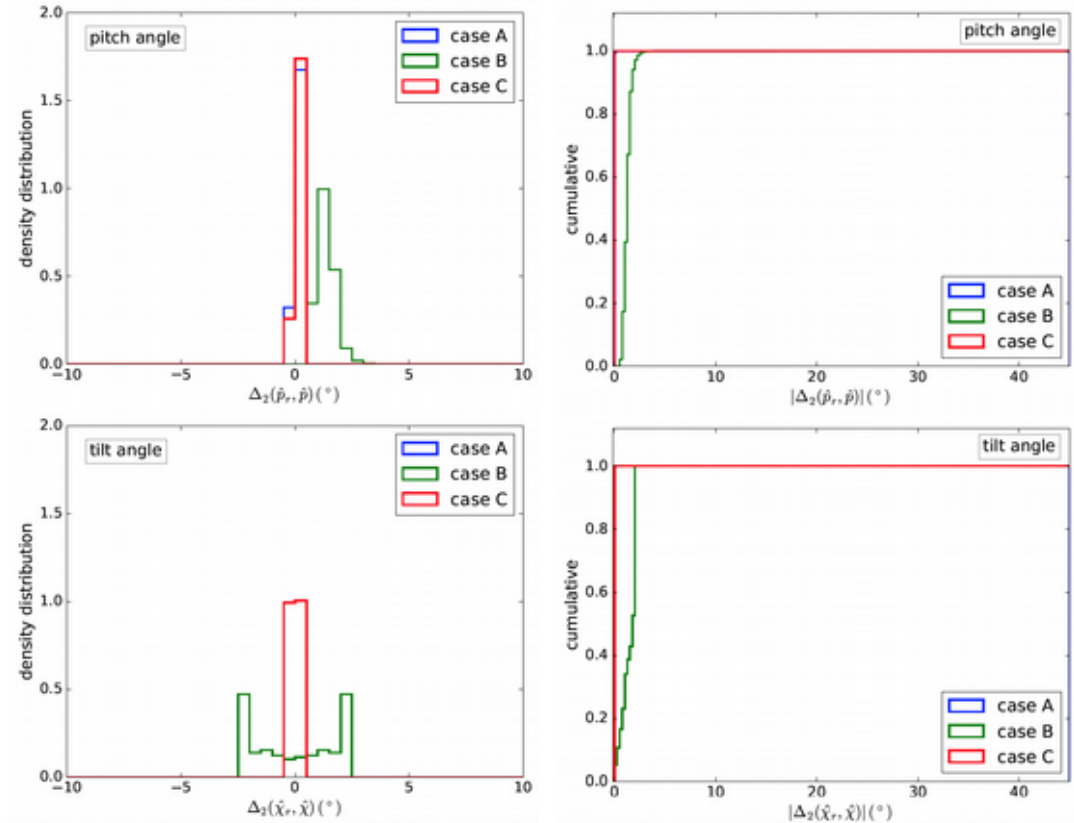 2.0
pitch angle
case A
case B
case C
1.5
1.0
0.5
0.0
density distribution
−10
−5
0
5
10
Δ₂(p̂ᵣ, p̂)(°)
pitch angle
1.0
0.8
0.6
0.4
0.2
0.0
cumulative
case A
case B
case C
0
10
20
30
40
|Δ₂(p̂ᵣ, p̂)|(°)
2.0
tilt angle
case A
case B
case C
1.5
1.0
0.5
0.0
density distribution
−10
−5
0
5
10
Δ₂(χ̂ᵣ, χ̂)(°)
tilt angle
1.0
0.8
0.6
0.4
0.2
0.0
cumulative
case A
case B
case C
0
10
20
30
40
|Δ₂(χ̂ᵣ, χ̂)|(°)